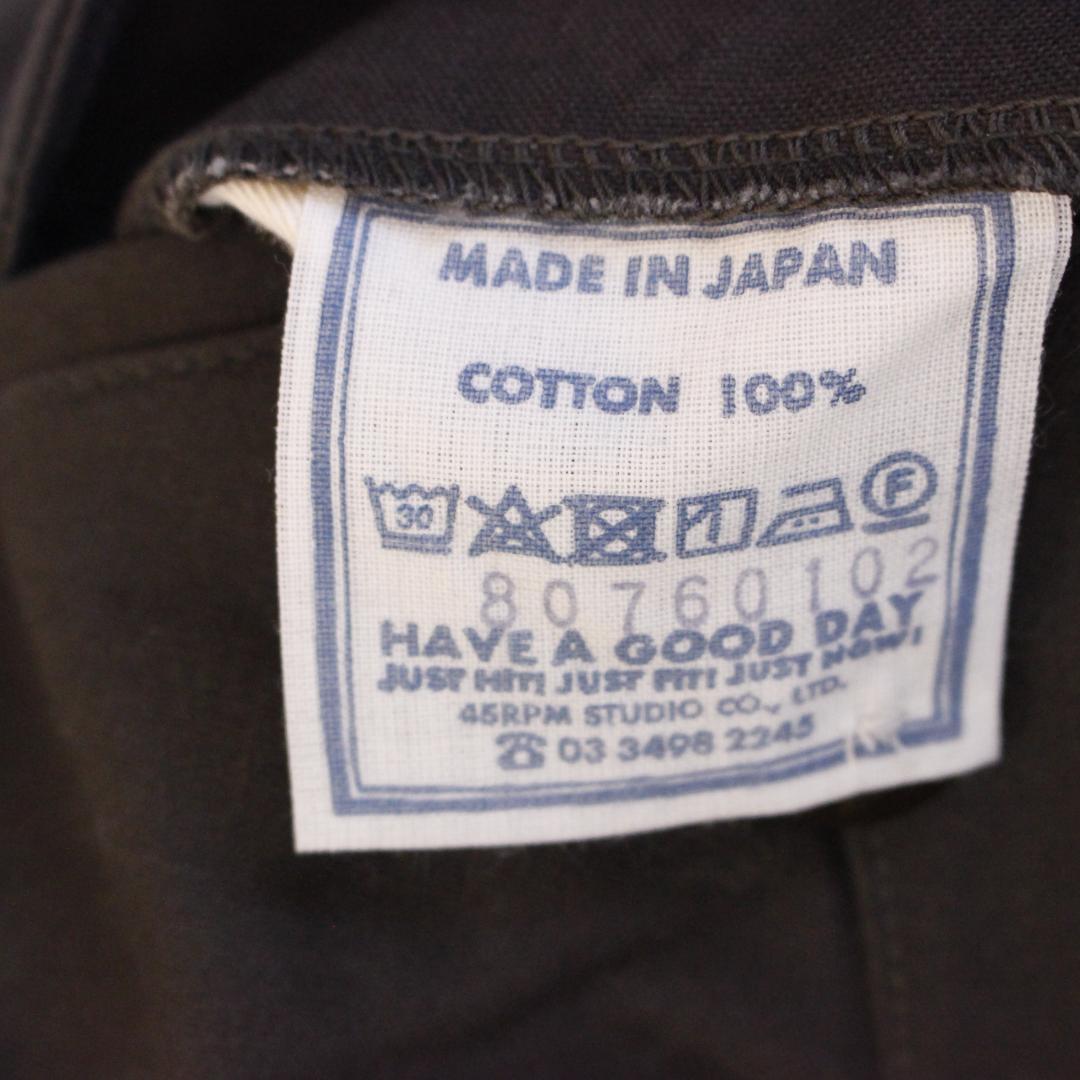 MADE IN JAPAN
COTTON 100%
30 F
80760102
HAVE A GOOD DAY
JUST HIT! JUST FIT! JUST NOW!
45RPM STUDIO CO., LTD.
☎ 03 3498 2245